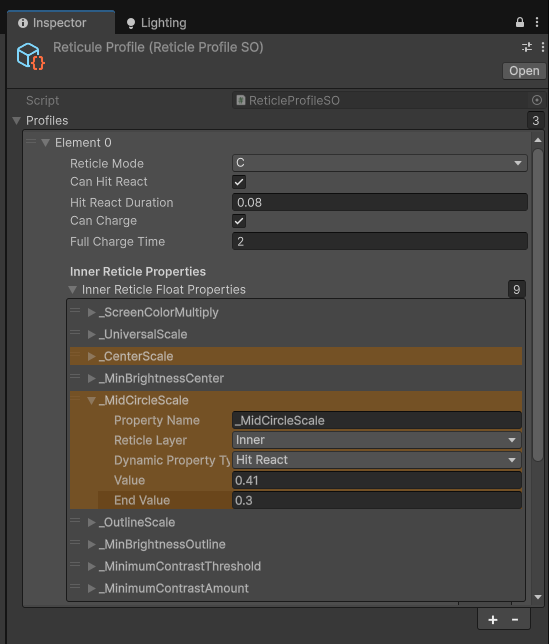 Inspector
Lighting
Reticule Profile (Reticle Profile SO)
Open
Script
ReticleProfileSO
Profiles
3
Element 0
Reticle Mode
C
Can Hit React
Hit React Duration
0.08
Can Charge
Full Charge Time
2
Inner Reticle Properties
Inner Reticle Float Properties
9
_ScreenColorMultiply
_UniversalScale
_CenterScale
_MinBrightnessCenter
_MidCircleScale
Property Name
_MidCircleScale
Reticle Layer
Inner
Dynamic Property Ty
Hit React
Value
0.41
End Value
0.3
_OutlineScale
_MinBrightnessOutline
_MinimumContrastThreshold
_MinimumContrastAmount